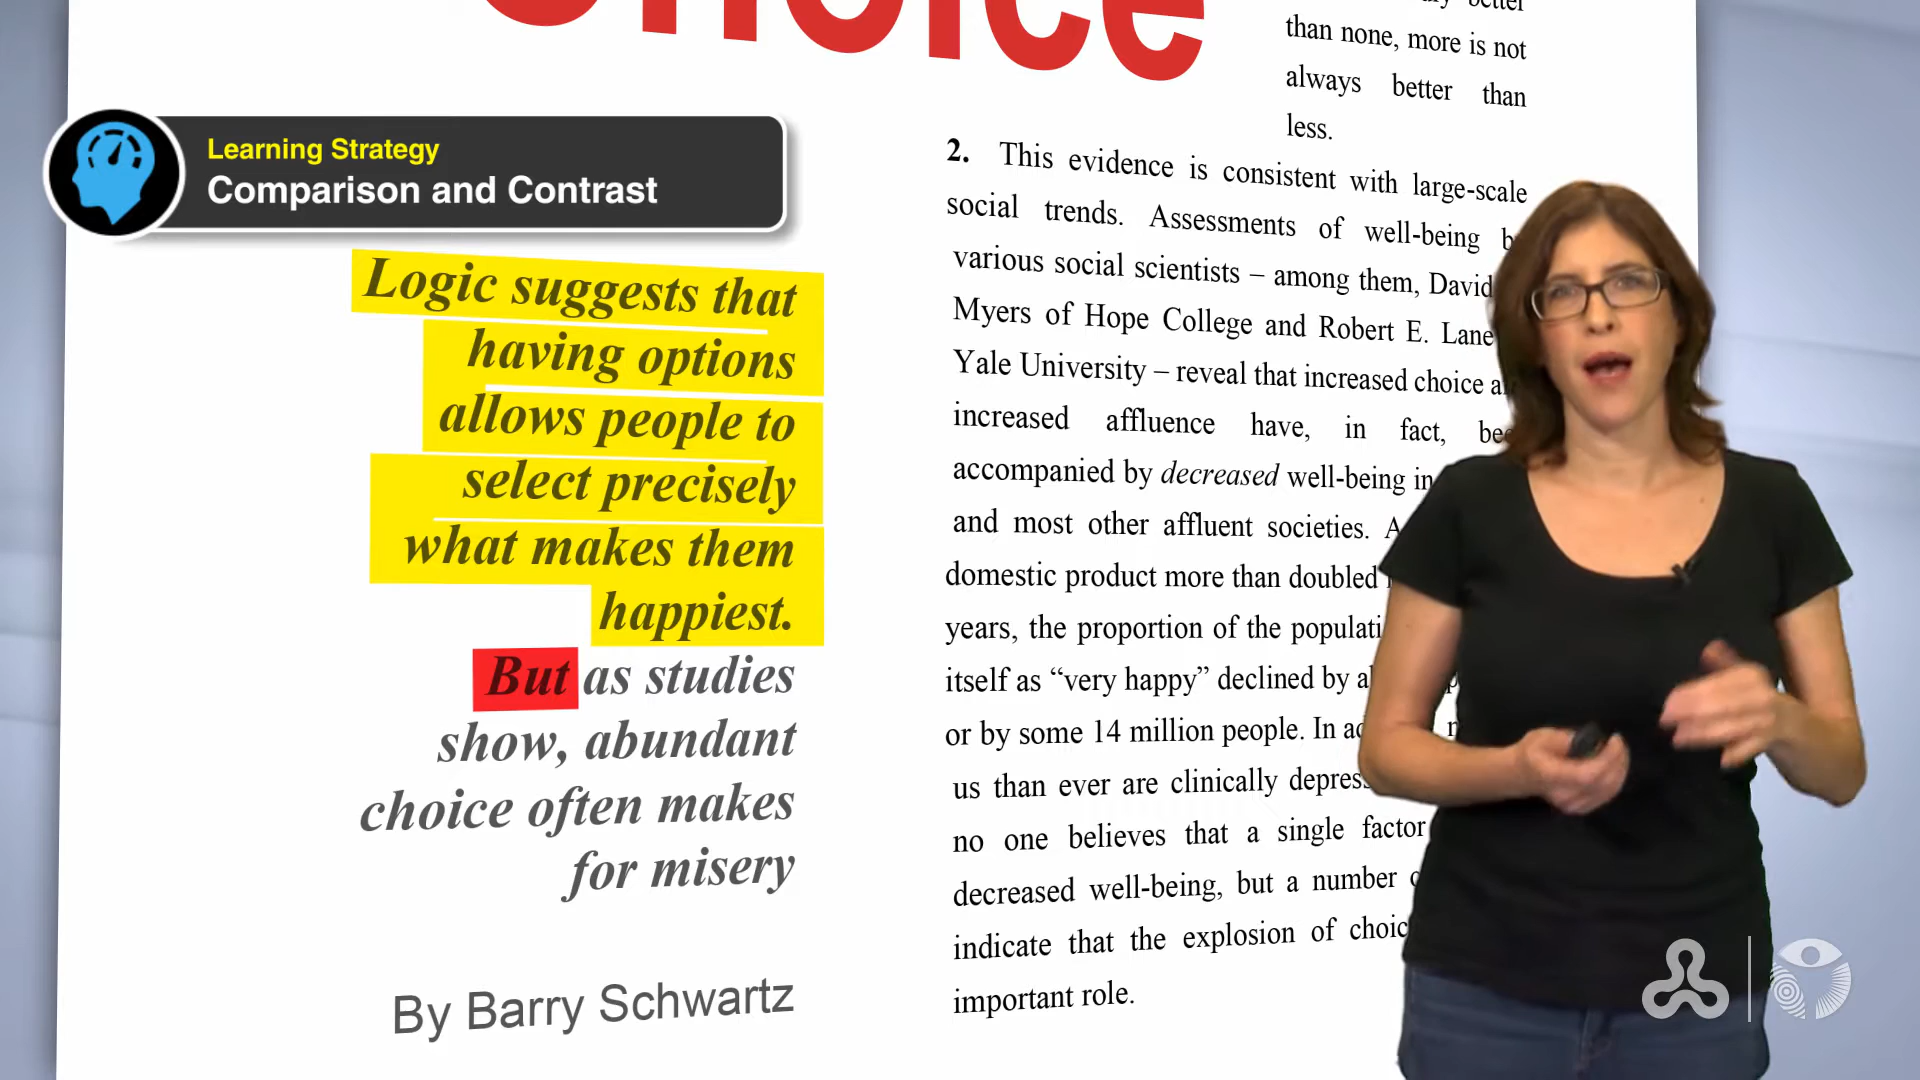 Choice
Learning Strategy
Comparison and Contrast
Logic suggests that
having options
allows people to
select precisely
what makes them
happiest.
But as studies
show, abundant
choice often makes
for misery
By Barry Schwartz
better
than none, more is not
always better than
less.
2. This evidence is consistent with large-scale
social trends. Assessments of well-being
various social scientists – among them, David
Myers of Hope College and Robert E. Lane
Yale University – reveal that increased choice
increased affluence have, in fact,
accompanied by decreased well-being in
and most other affluent societies.
domestic product more than doubled
years, the proportion of the
itself as “very happy” declined by
or by some 14 million people. In
us than ever are clinically
no one believes that a single factor
decreased well-being, but a number
indicate that the explosion of
important role.